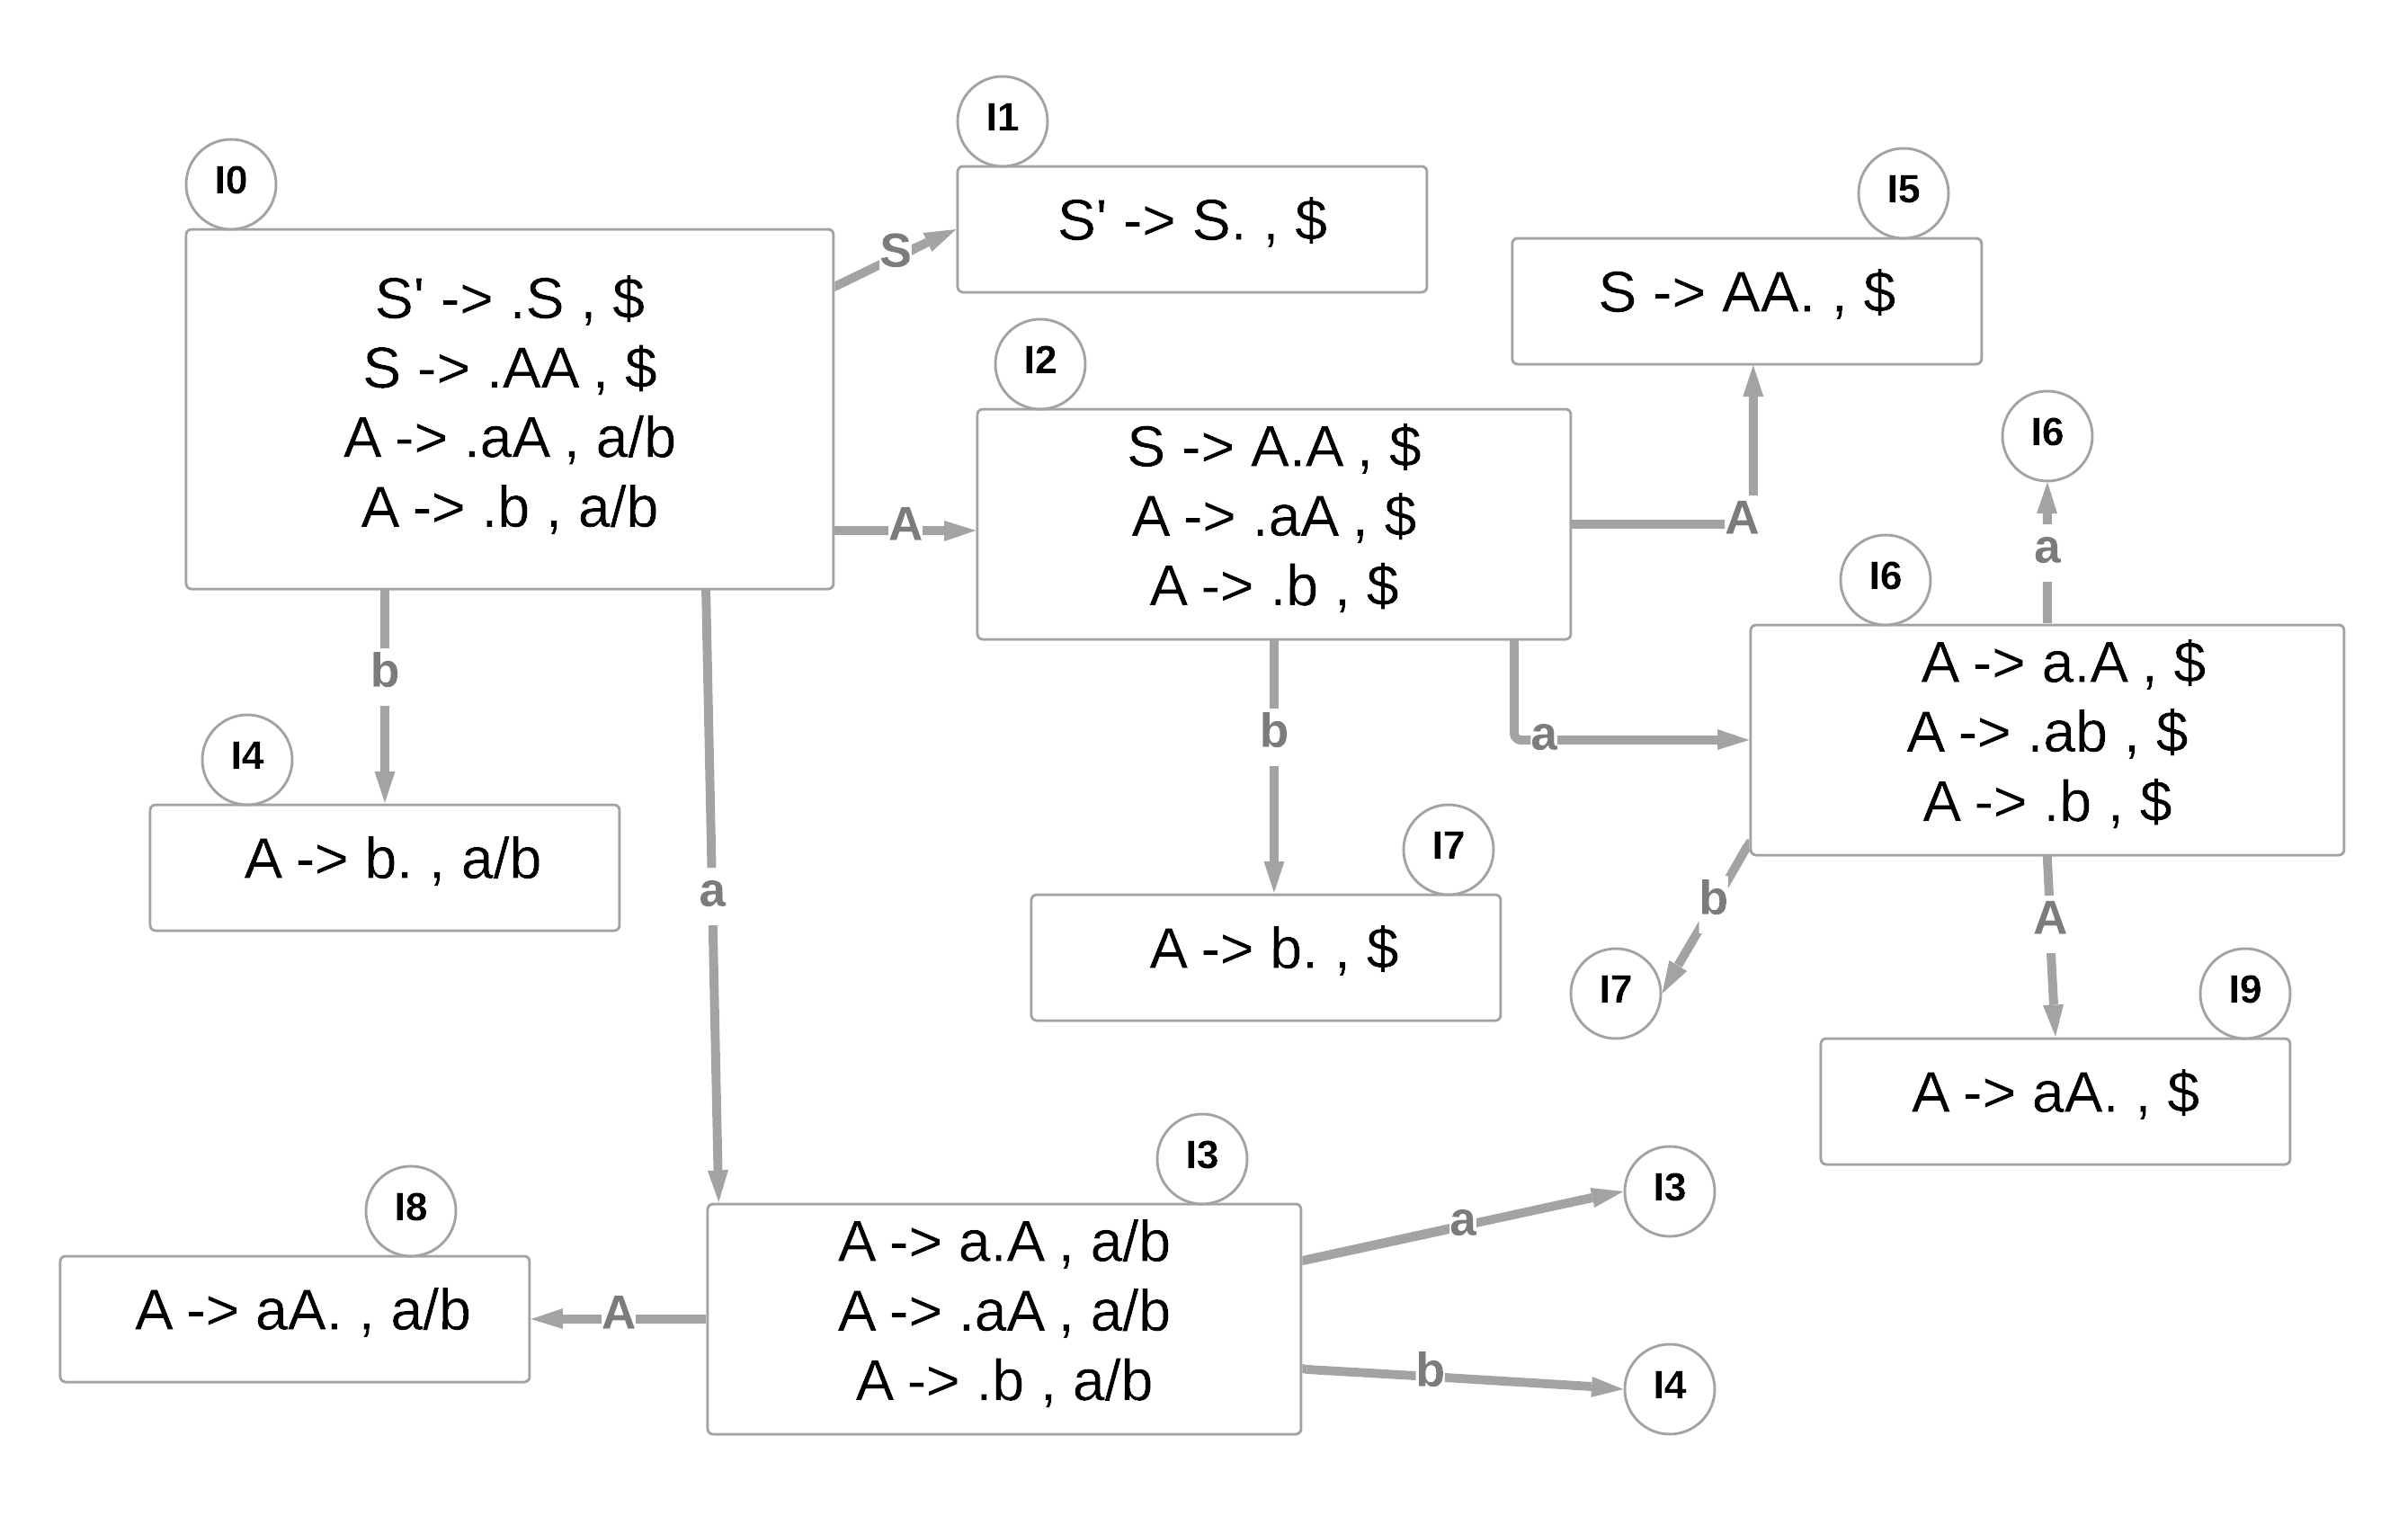 I0
S' -> .S , $
S -> .AA , $
A -> .aA , a/b
A -> .b , a/b
S
I1
S' -> S. , $
A
I2
S -> A.A , $
A -> .aA , $
A -> .b , $
A
I5
S -> AA. , $
a
I6
A -> a.A , $
A -> .ab , $
A -> .b , $
a
I6
b
I7
A
I9
A -> aA. , $
b
I7
A -> b. , $
b
I4
A -> b. , a/b
a
I3
A -> a.A , a/b
A -> .aA , a/b
A -> .b , a/b
a
I3
b
I4
A
I8
A -> aA. , a/b